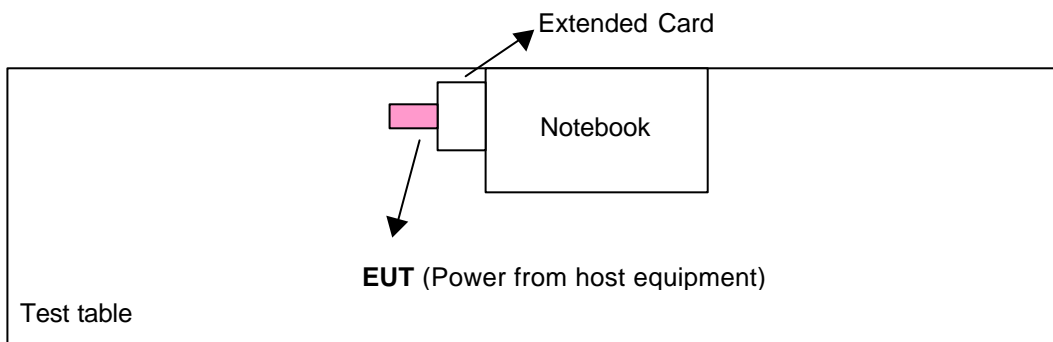 Extended Card
Notebook
EUT (Power from host equipment)
Test table